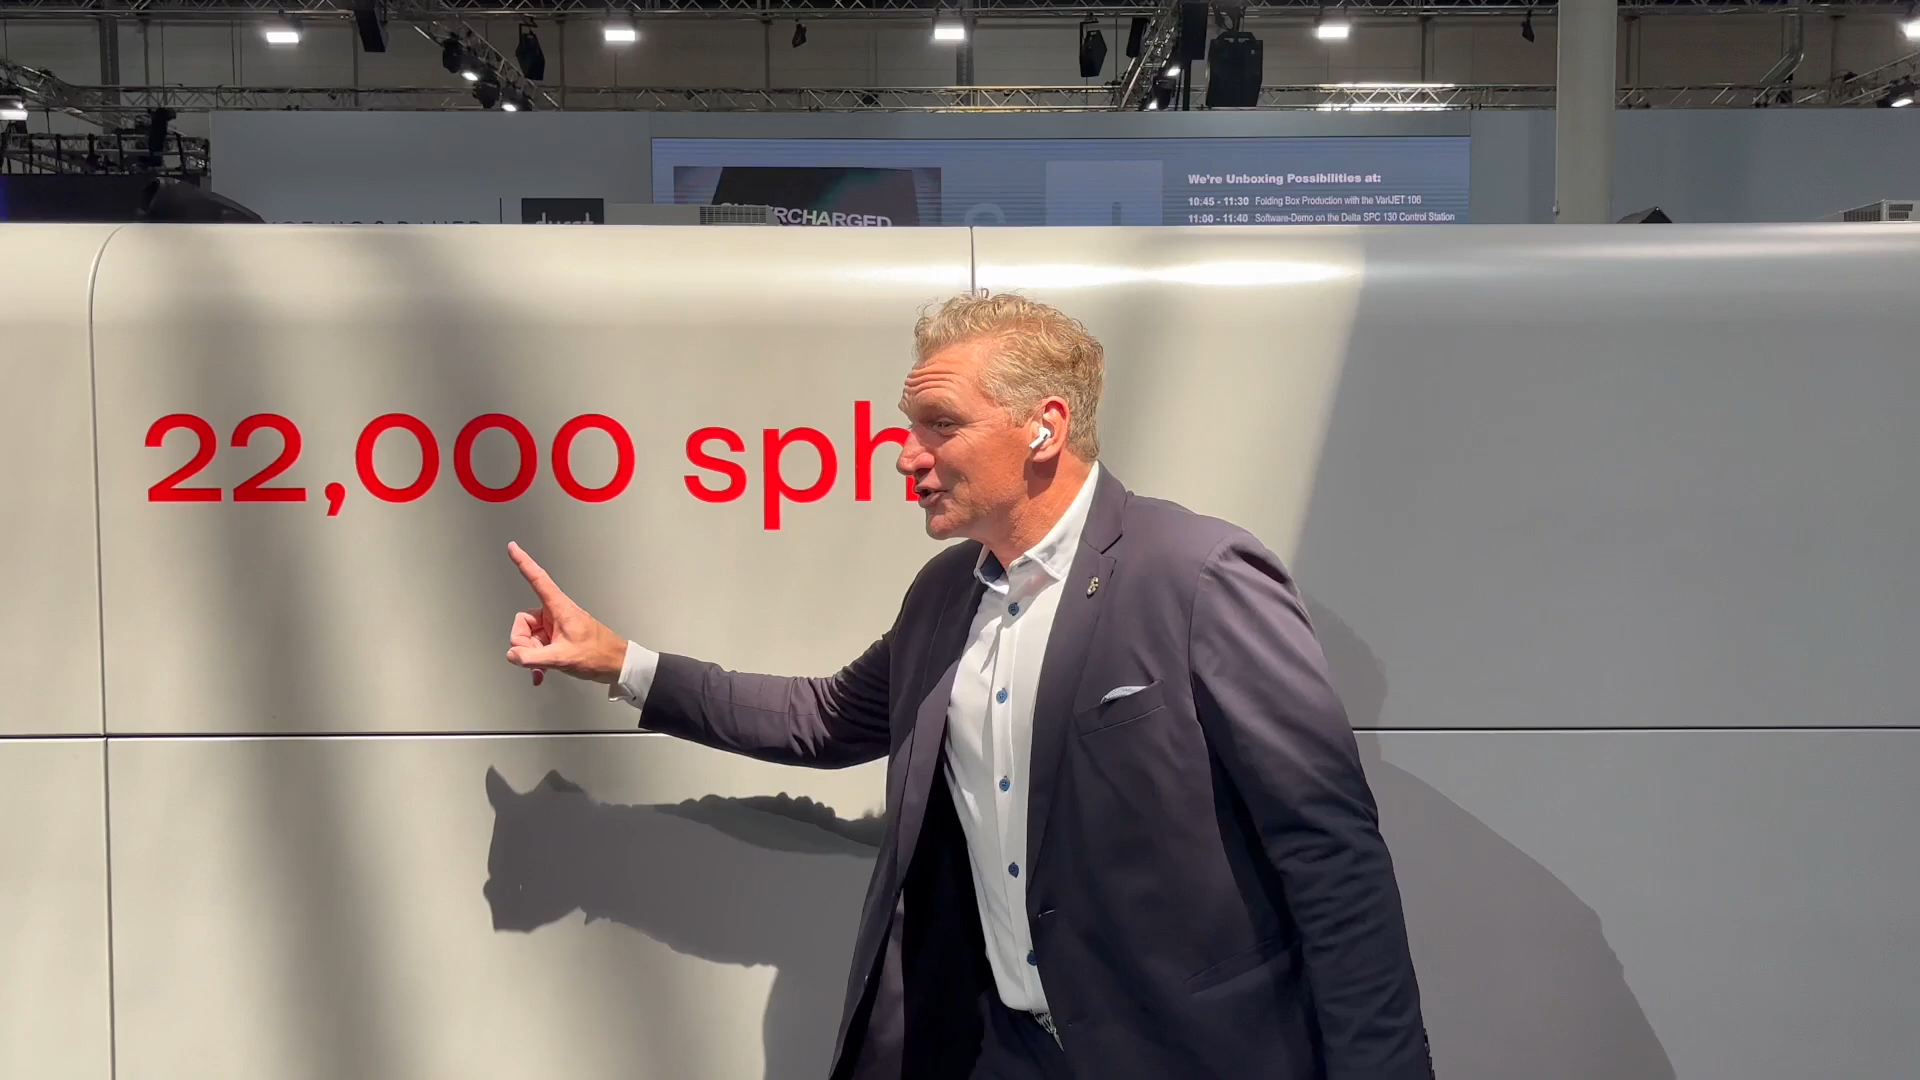 We're Unboxing Possibilities at:
10:45 - 11:30 Folding Box Production with the VariJET 106
11:00 - 11:40 Software-Demo on the Delta SPC 130 Control Station
durst
22,000 sph